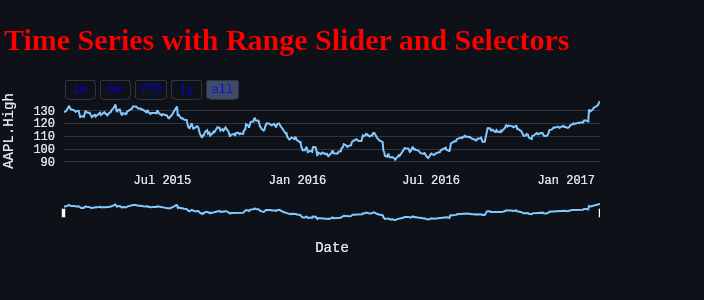 Time Series with Range Slider and Selectors
1m 6m YTD 1y all
AAPL.High
130
120
110
100
90
Jul 2015 Jan 2016 Jul 2016 Jan 2017
Date